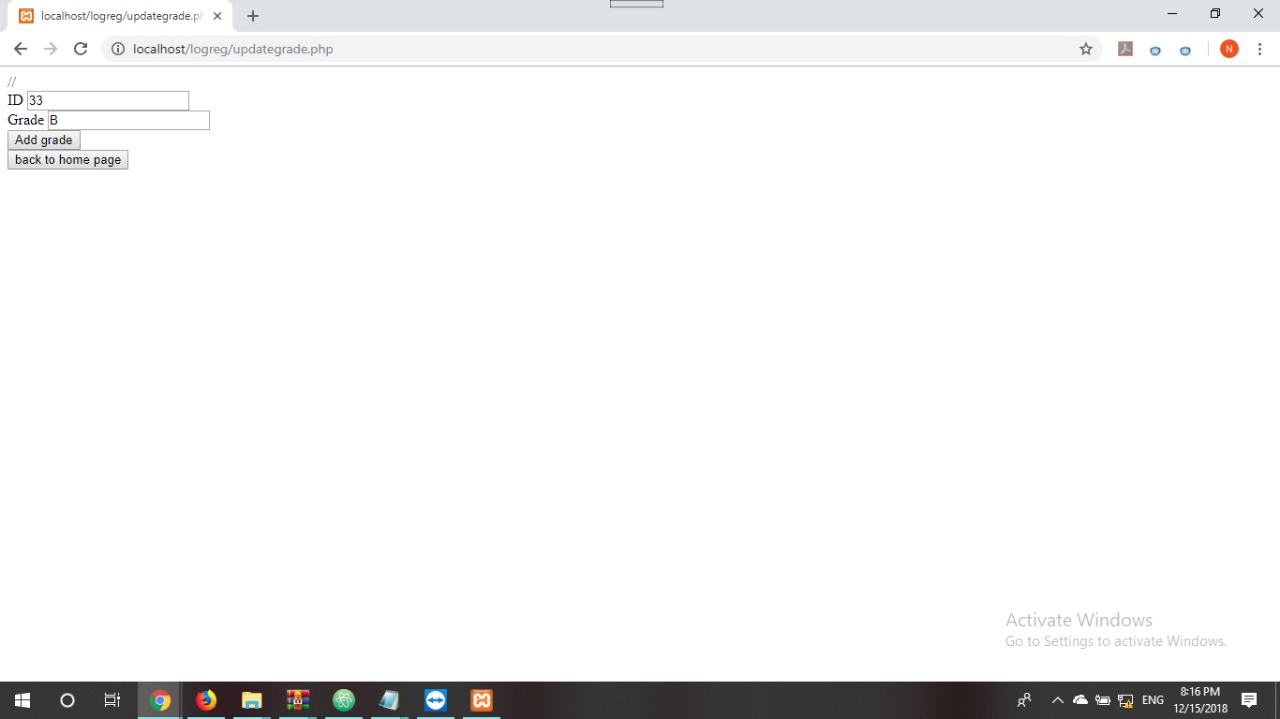 localhost/logreg/updategrade.ph
localhost/logreg/updategrade.php
N
//
ID 33
Grade B
Add grade
back to home page
Activate Windows
Go to Settings to activate Windows.
ENG
8:16 PM
12/15/2018